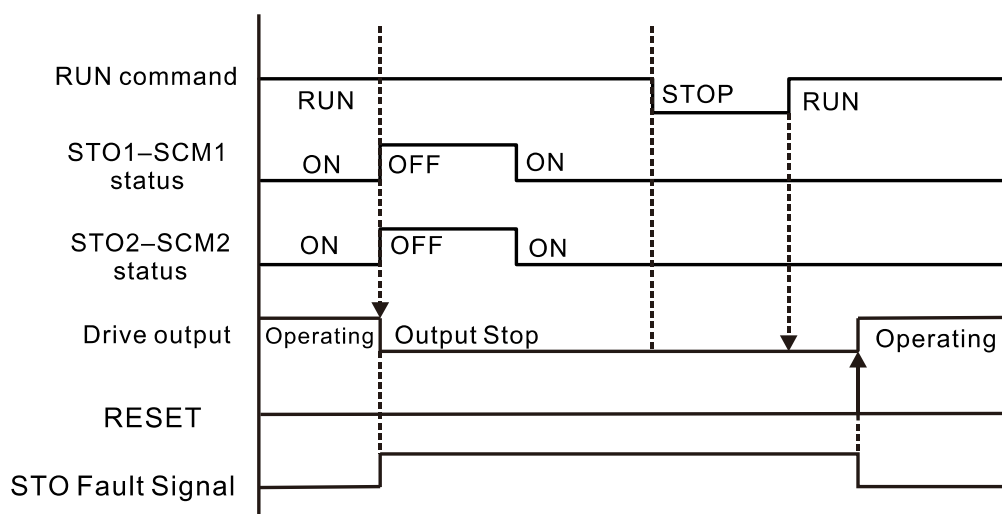 RUN command
RUN
STOP
RUN
STO1–SCM1
status
ON
OFF
ON
STO2–SCM2
status
ON
OFF
ON
Drive output
Operating
Output Stop
Operating
RESET
STO Fault Signal